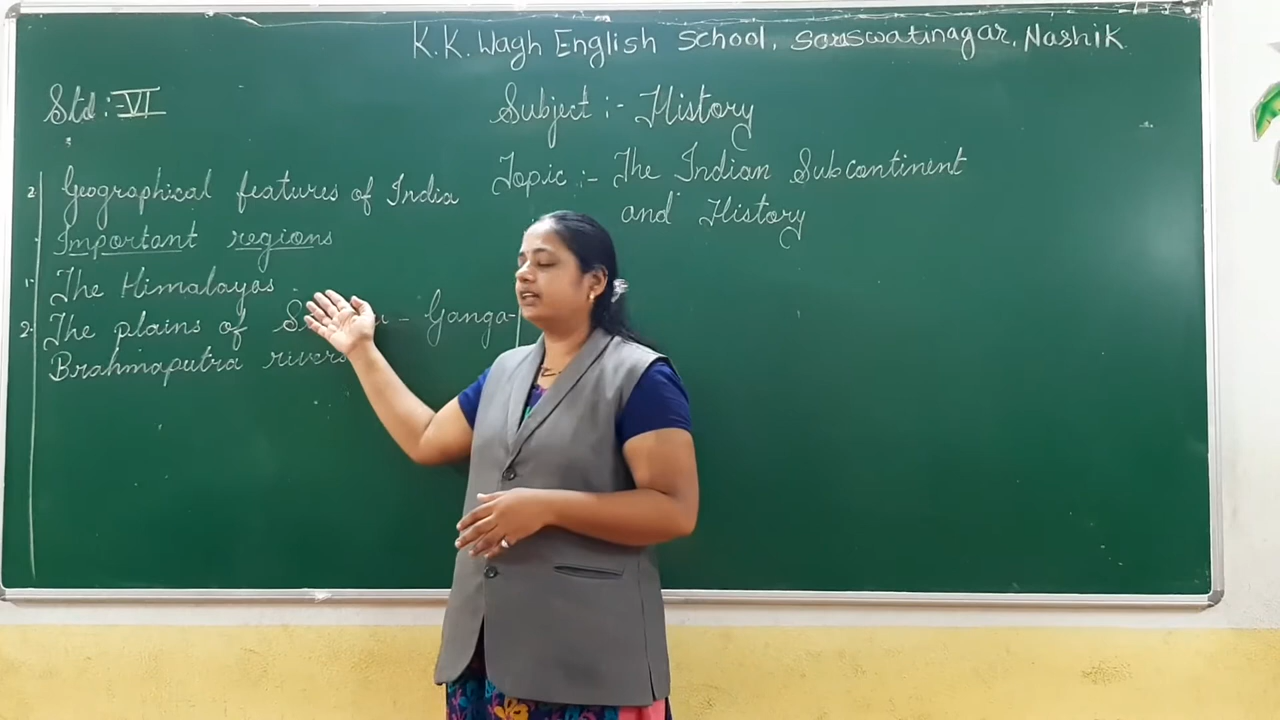 K.K. Wagh English School, Saraswatinagar, Nashik
Std :- VI
Subject :- History
Topic :- The Indian Subcontinent
and History
2. Geographical features of India
Important regions
1. The Himalayas
2. The plains of - Ganga-
Brahmaputra rivers